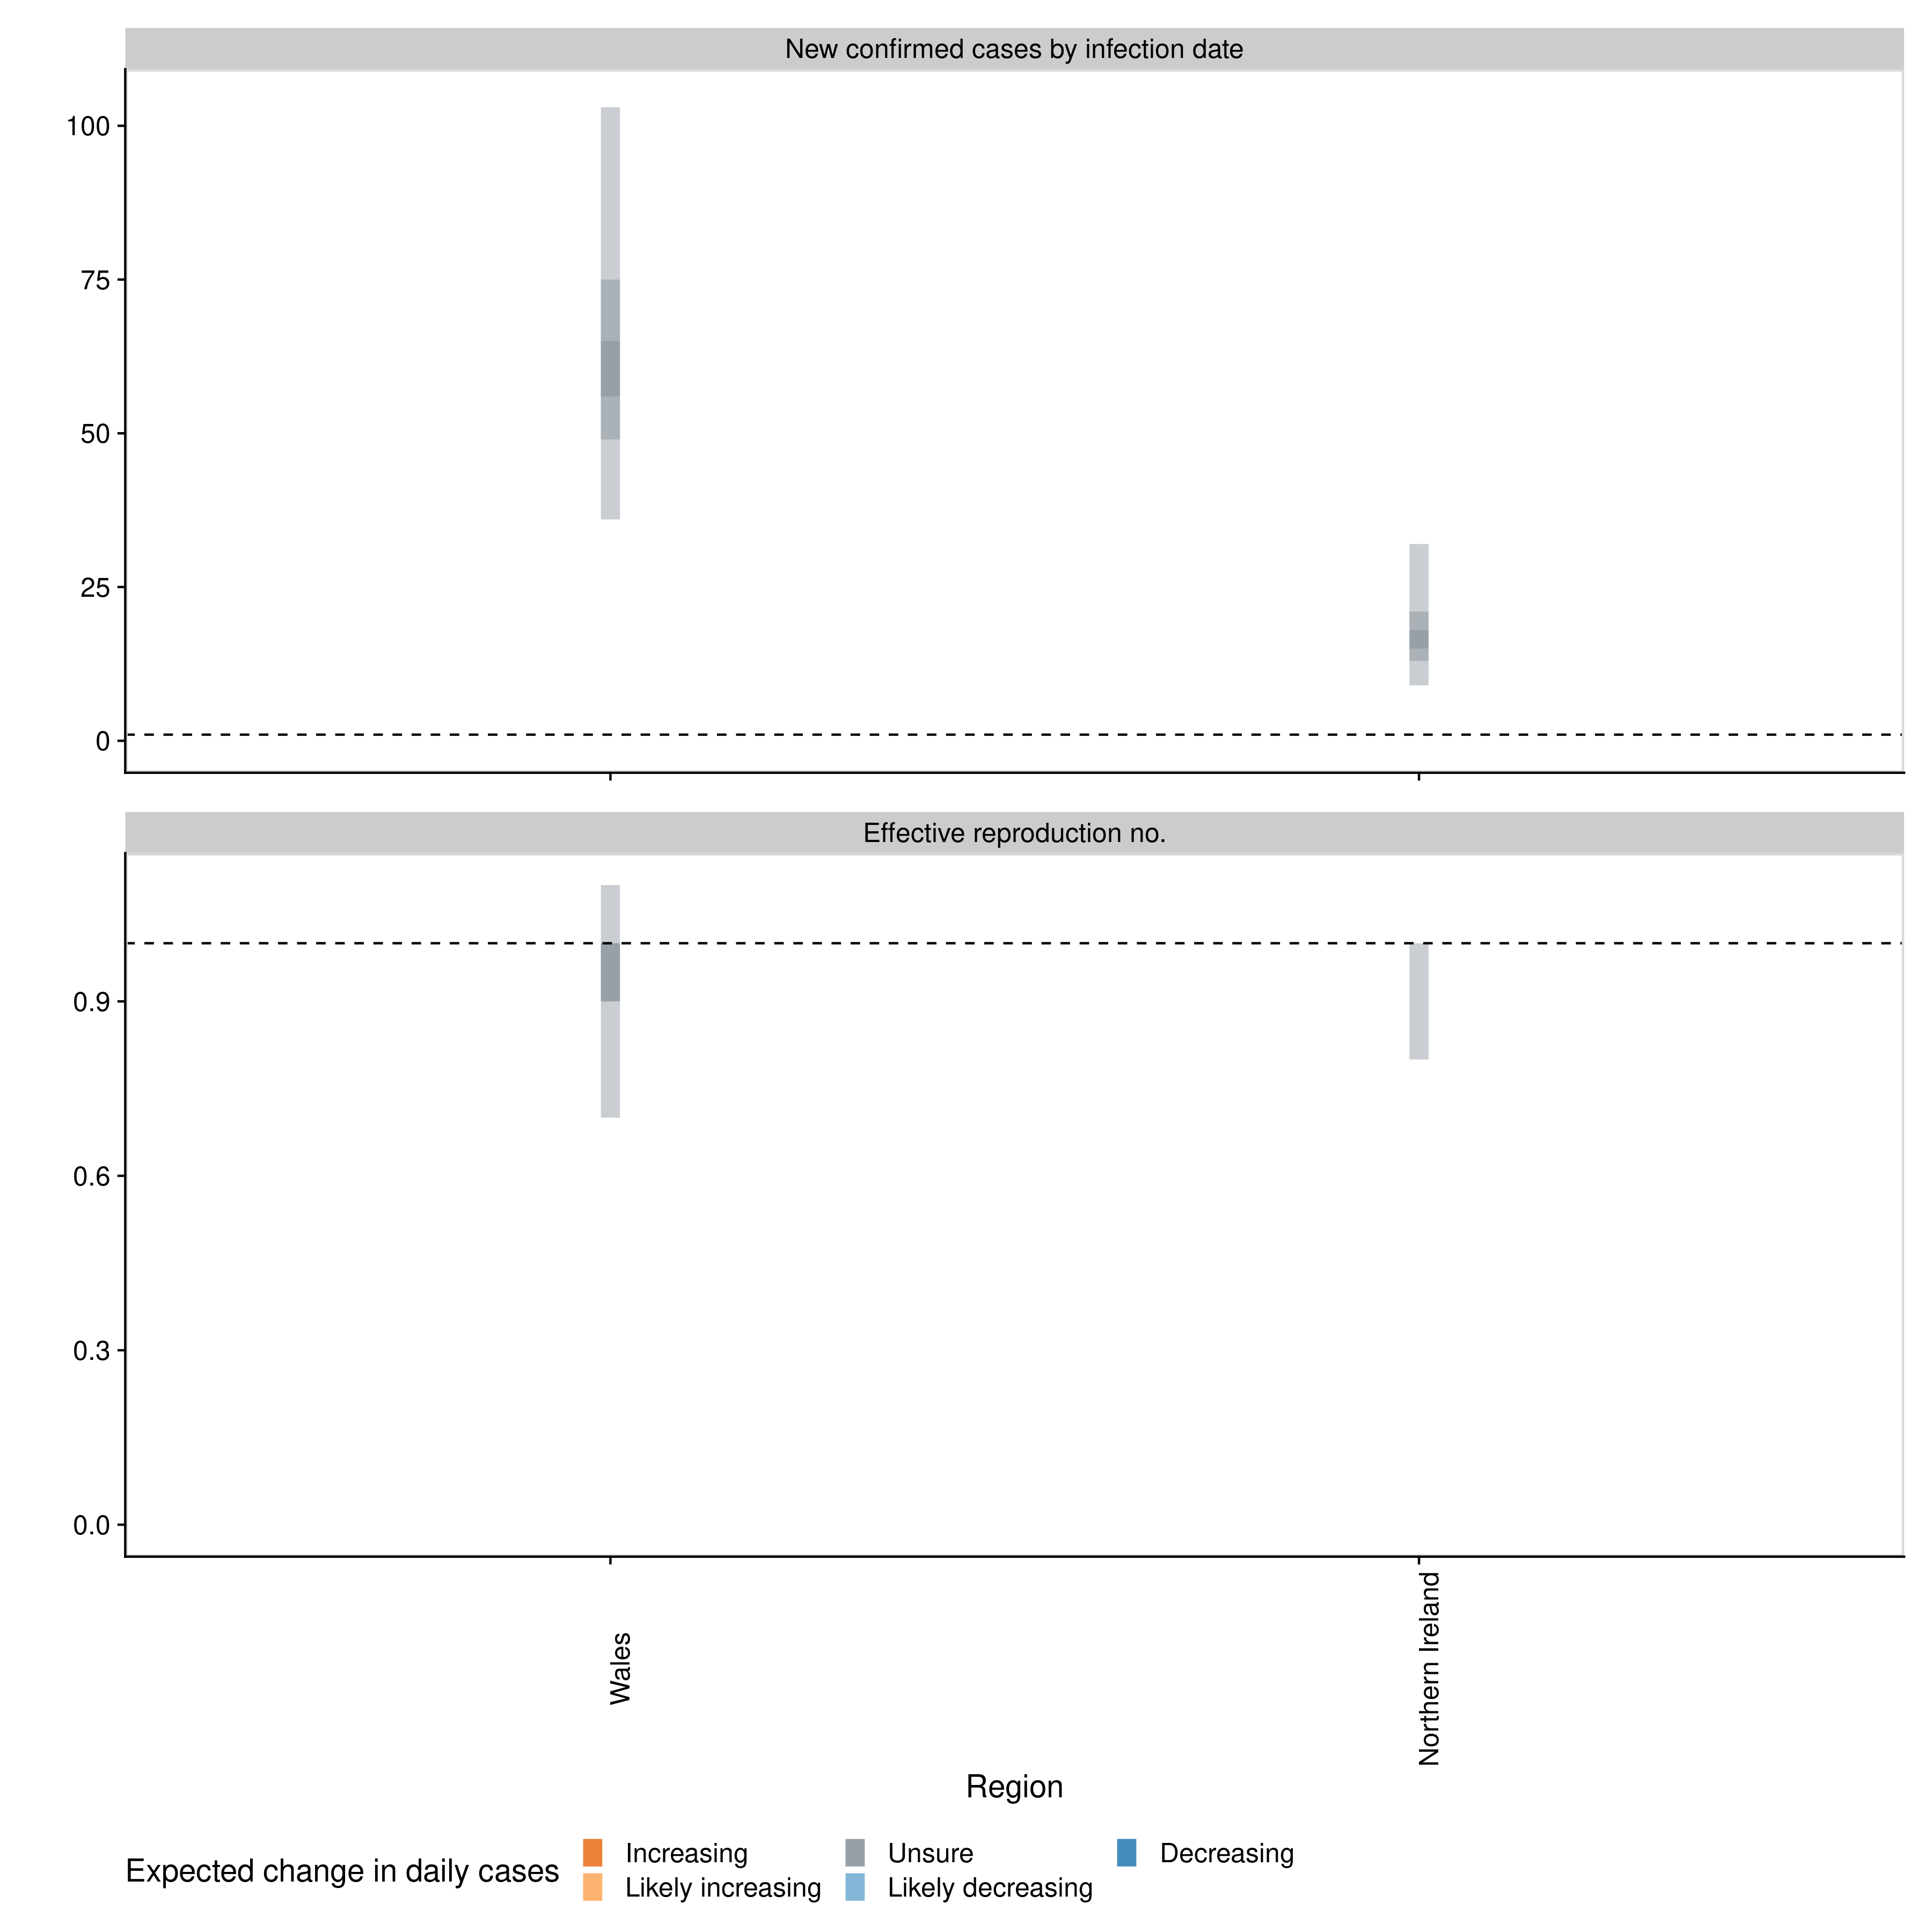 New confirmed cases by infection date
100
75
50
25
0
Effective reproduction no.
0.9
0.6
0.3
0.0
Wales
Northern Ireland
Region
Expected change in daily cases
Increasing
Unsure
Decreasing
Likely increasing
Likely decreasing